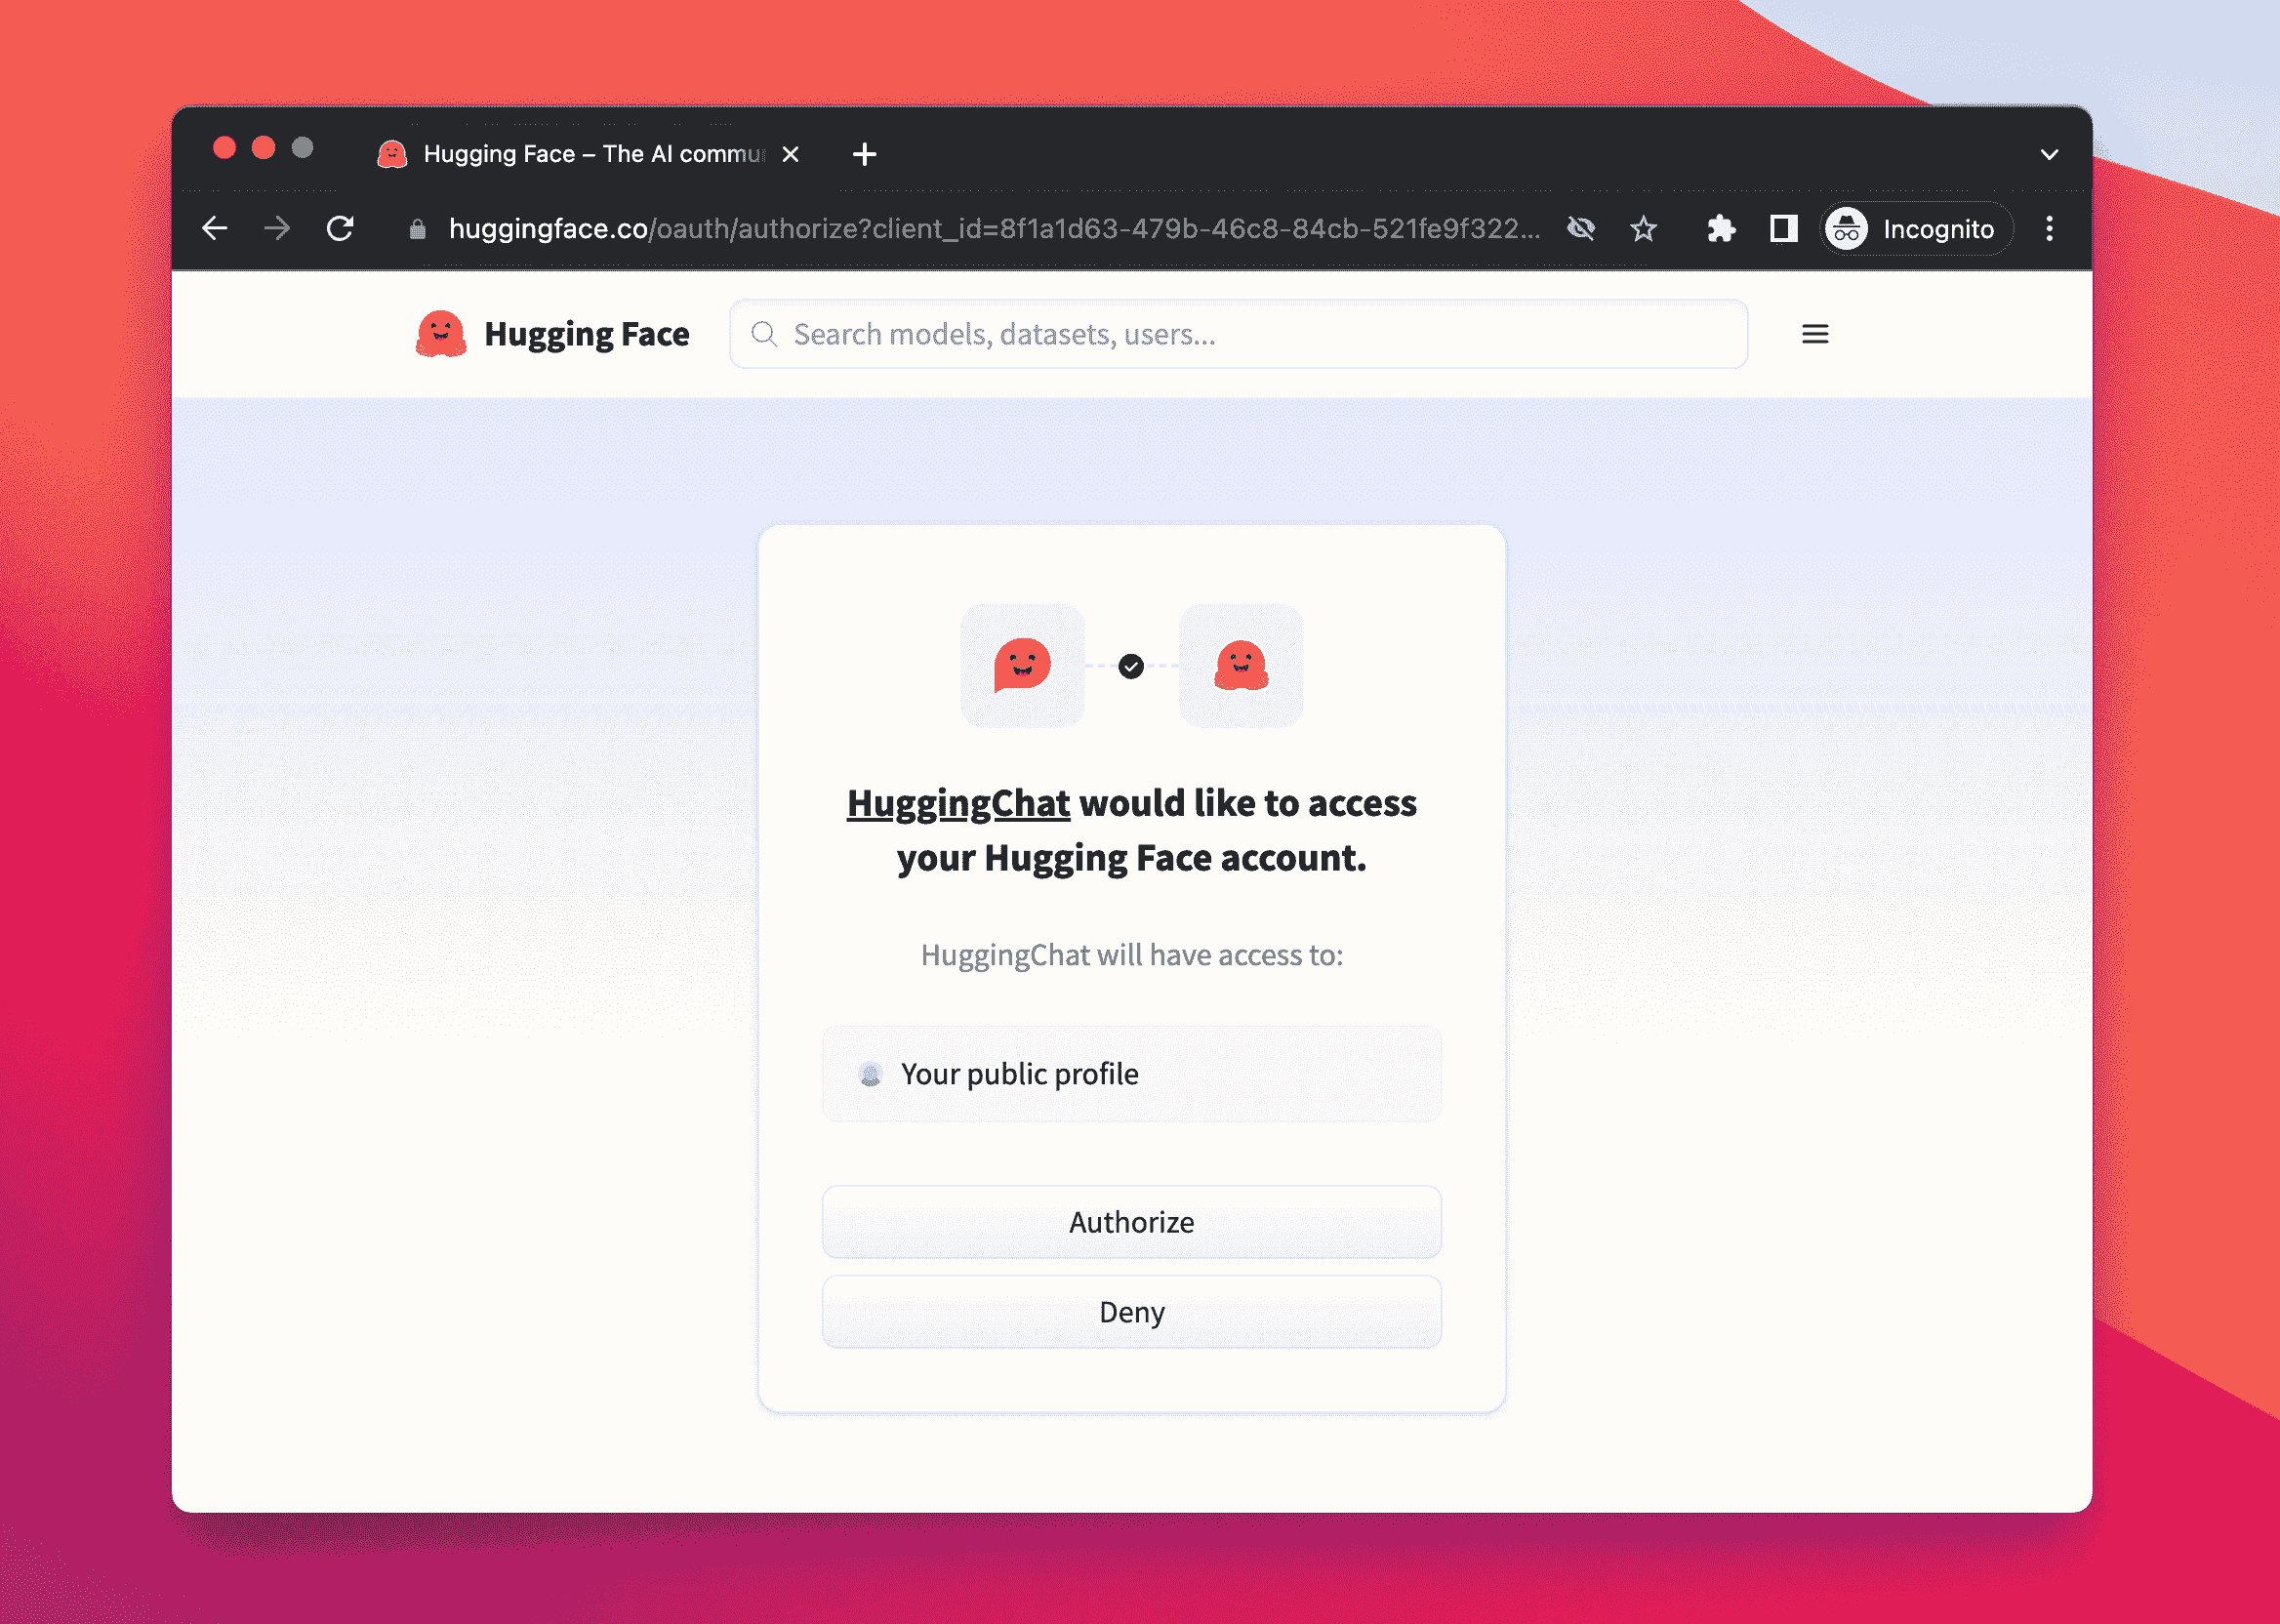 Hugging Face – The AI commu
huggingface.co/oauth/authorize?client_id=8f1a1d63-479b-46c8-84cb-521fe9f322...
Incognito
Hugging Face
Search models, datasets, users...
HuggingChat would like to access
your Hugging Face account.
HuggingChat will have access to:
Your public profile
Authorize
Deny